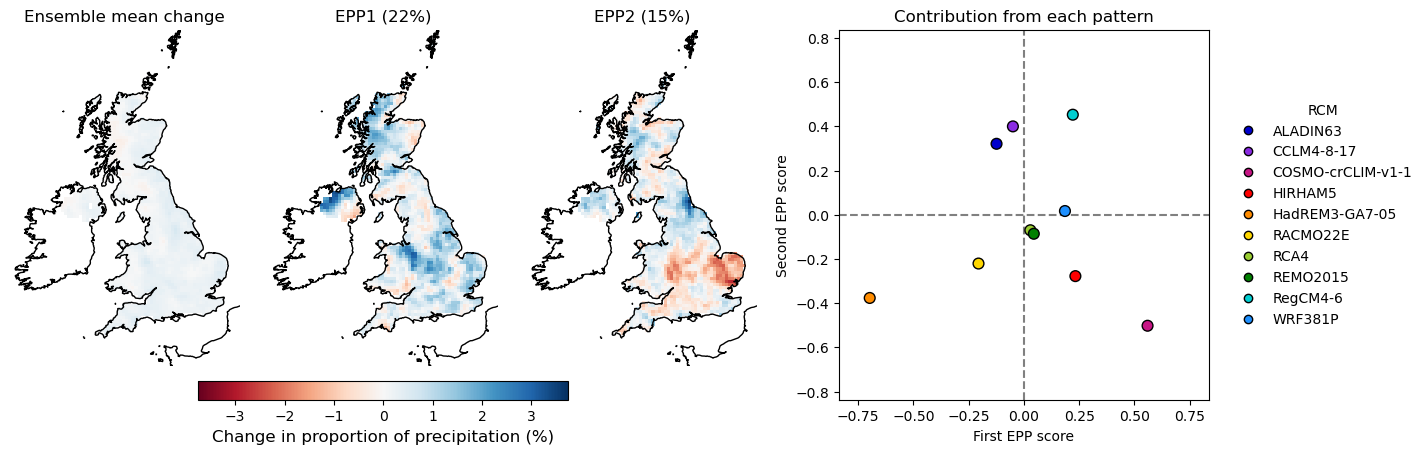 Ensemble mean change
EPP1 (22%)
EPP2 (15%)
−3 −2 −1 0 1 2 3
Change in proportion of precipitation (%)
Contribution from each pattern
Second EPP score
0.8
0.6
0.4
0.2
0.0
−0.2
−0.4
−0.6
−0.8
−0.75 −0.50 −0.25 0.00 0.25 0.50 0.75
First EPP score
RCM
ALADIN63
CCLM4-8-17
COSMO-crCLIM-v1-1
HIRHAM5
HadREM3-GA7-05
RACMO22E
RCA4
REMO2015
RegCM4-6
WRF381P